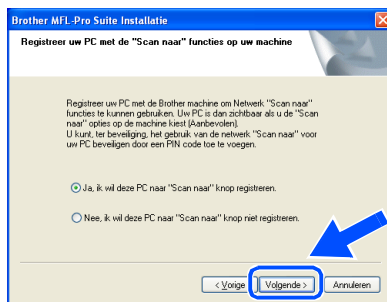 Brother MFL-Pro Suite Installatie
Registreer uw PC met de "Scan naar" functies op uw machine
Registreer uw PC met de Brother machine om Netwerk "Scan naar"
functies te kunnen gebruiken. Uw PC is dan zichtbaar als u de "Scan
naar" opties op de machine kiest (Aanbevolen).
U kunt, ter beveiliging, het gebruik van de netwerk "Scan naar" voor
uw PC beveiligen door een PIN code toe te voegen.
Ja, ik wil deze PC naar "Scan naar" knop registreren.
Nee, ik wil deze PC naar "Scan naar" knop niet registreren.
< Vorige
Volgende >
Annuleren